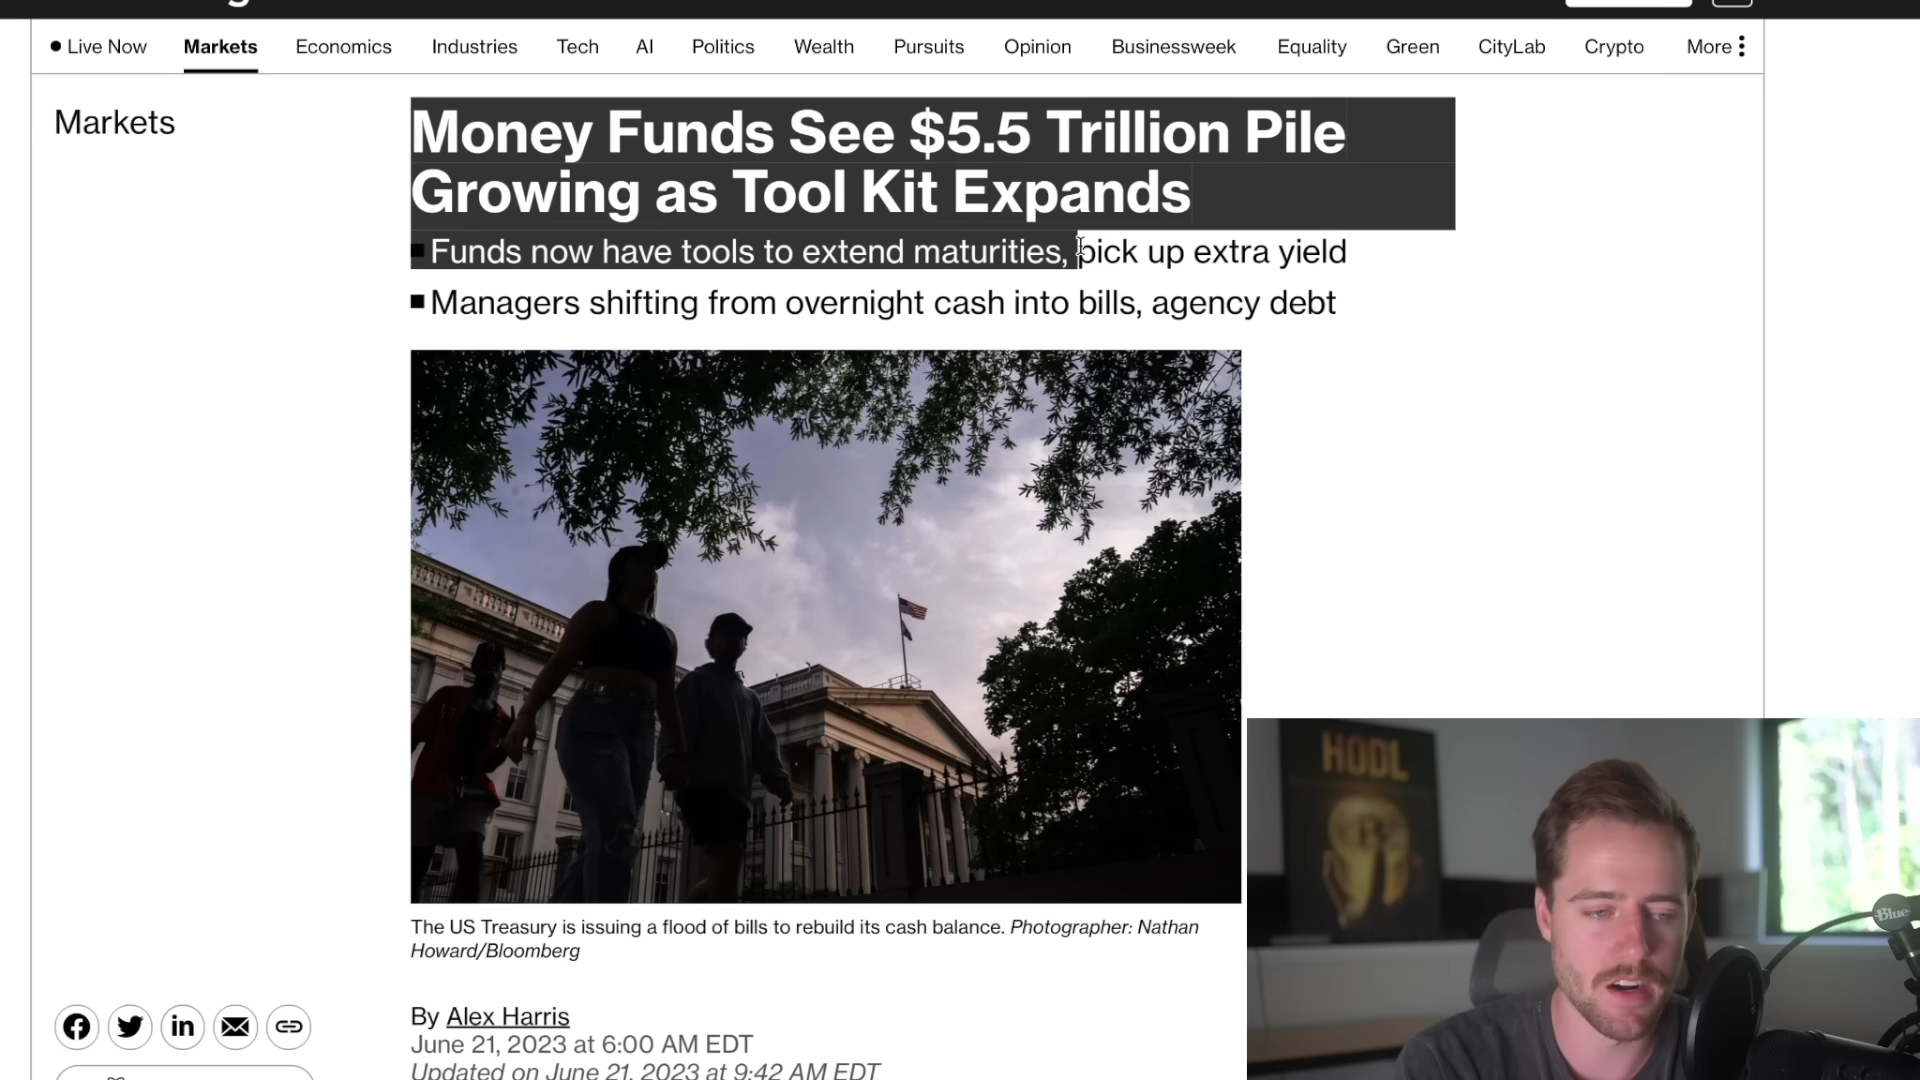 Live Now
Markets
Economics
Industries
Tech
AI
Politics
Wealth
Pursuits
Opinion
Businessweek
Equality
Green
CityLab
Crypto
More
Markets
Money Funds See $5.5 Trillion Pile
Growing as Tool Kit Expands
Funds now have tools to extend maturities, pick up extra yield
Managers shifting from overnight cash into bills, agency debt
The US Treasury is issuing a flood of bills to rebuild its cash balance. Photographer: Nathan
Howard/Bloomberg
By Alex Harris
June 21, 2023 at 6:00 AM EDT
Updated on June 21, 2023 at 9:42 AM EDT
HODL
Blue